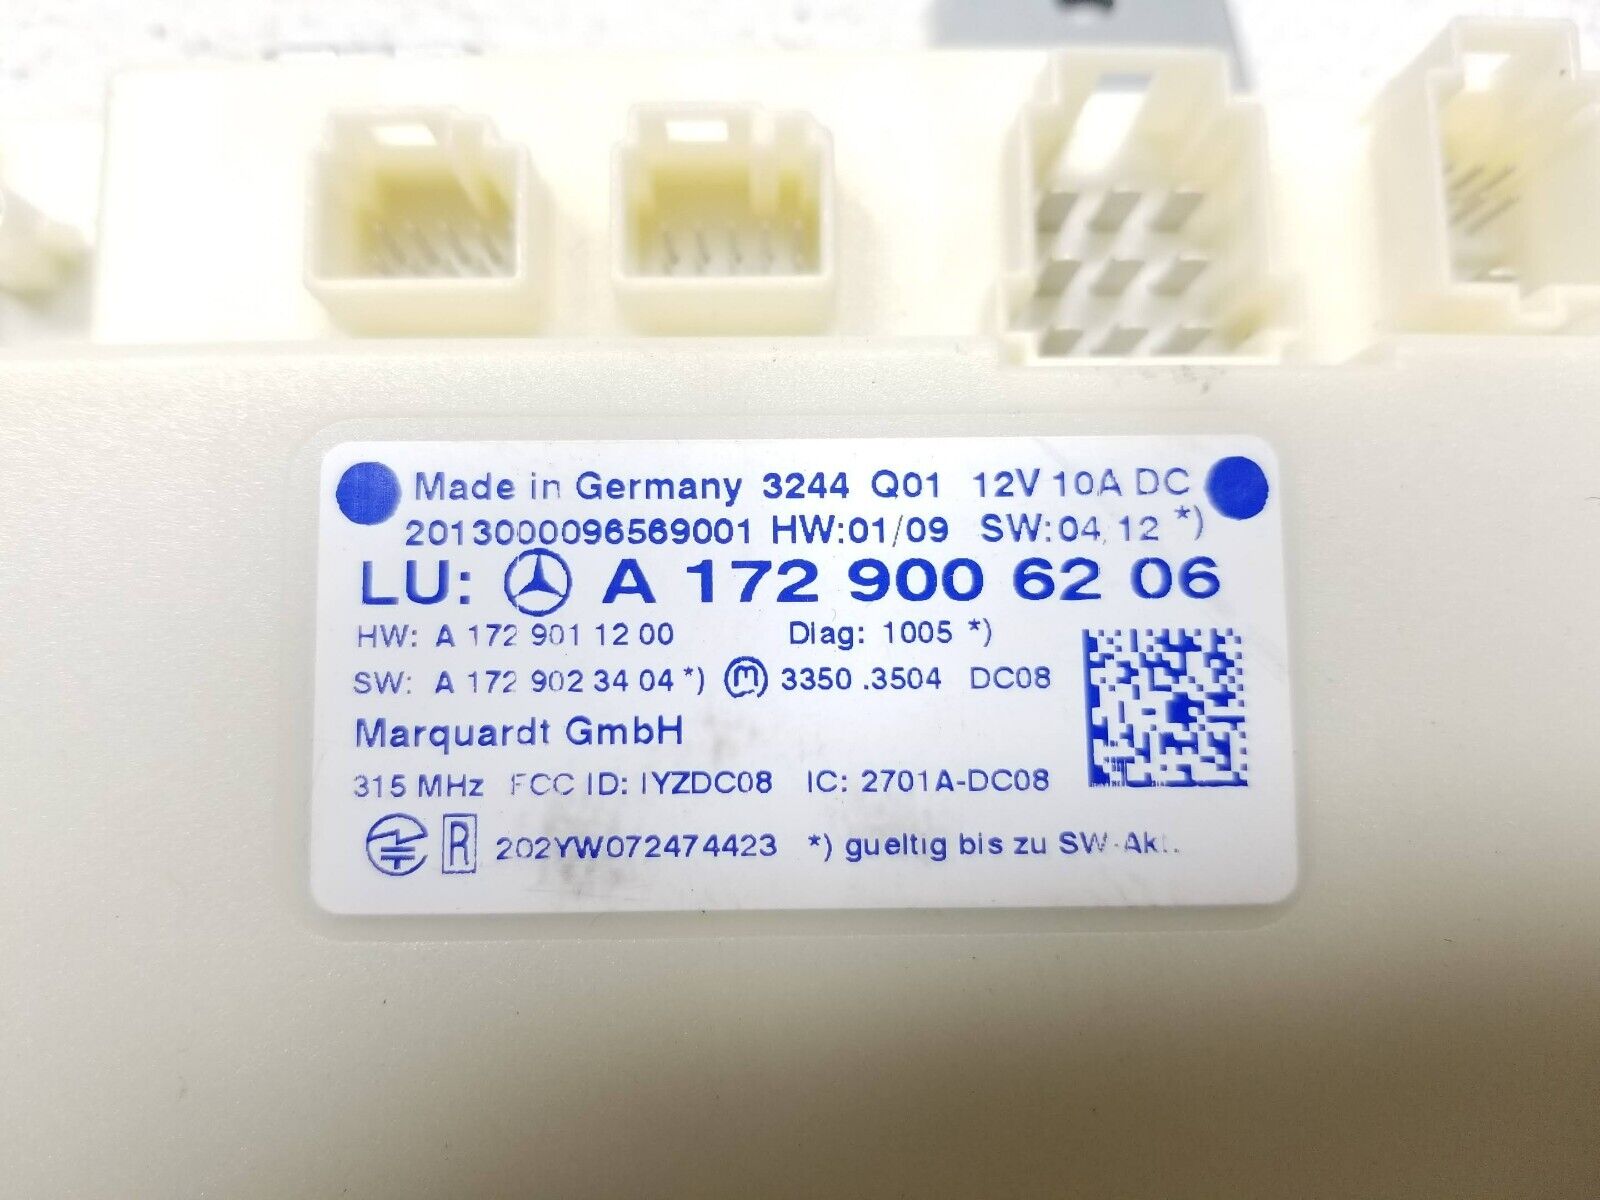 Made in Germany 3244 Q01 12V 10A DC
2013000096569001 HW:01/09 SW:04/12 *)
LU: A 172 900 62 06
HW: A 172 901 12 00 Diag: 1005 *)
SW: A 172 902 34 04 *) m 3350.3504 DC08
Marquardt GmbH
315 MHz FCC ID: IYZDC08 IC: 2701A-DC08
R 202YW072474423 *) gueltig bis zu SW-Akt.